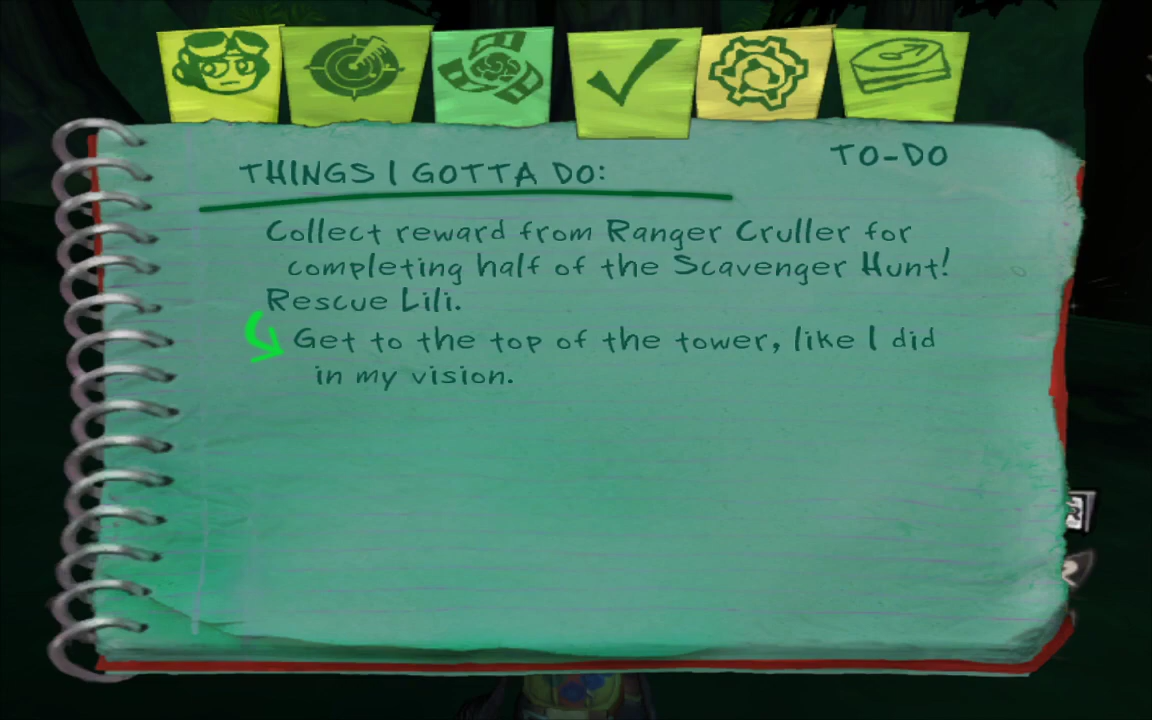 TO-DO
THINGS I GOTTA DO:
Collect reward from Ranger Cruller for
completing half of the Scavenger Hunt!
Rescue Lili.
Get to the top of the tower, like I did
in my vision.